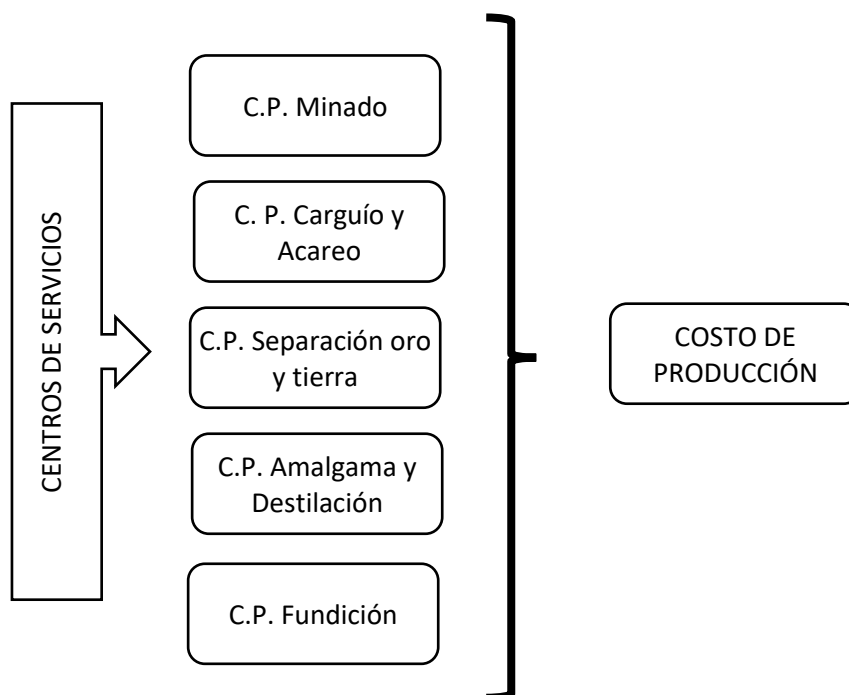 CENTROS DE SERVICIOS
C.P. Minado
C. P. Carguío y
Acareo
C.P. Separación oro
y tierra
C.P. Amalgama y
Destilación
C.P. Fundición
COSTO DE
PRODUCCIÓN